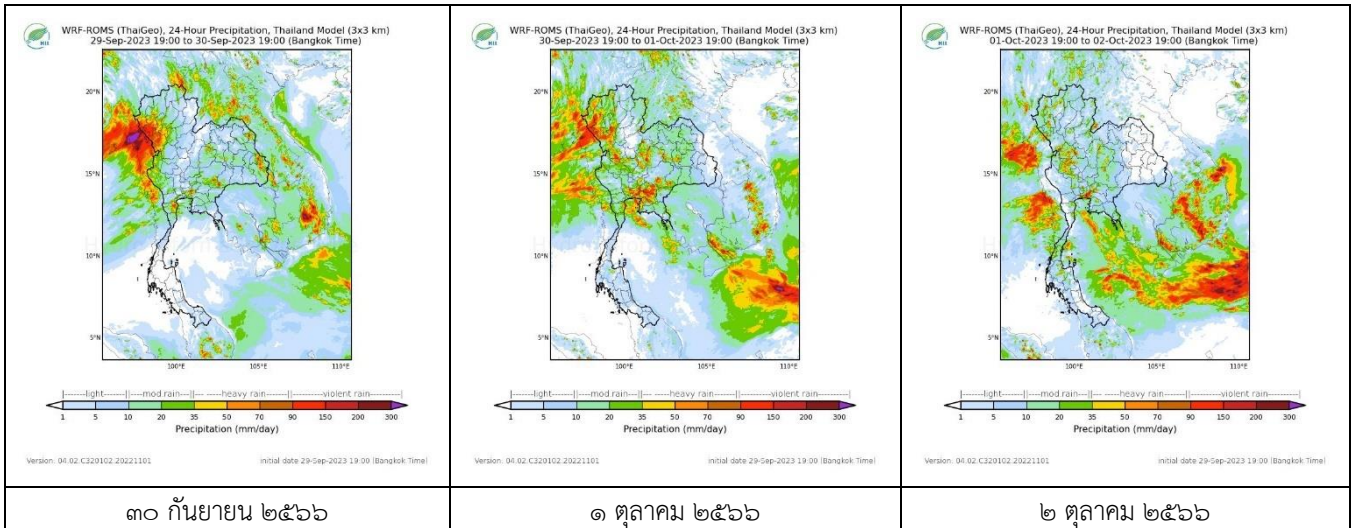 WRF-ROMS (ThaiGeo), 24-Hour Precipitation, Thailand Model (3x3 km)
29-Sep-2023 19:00 to 30-Sep-2023 19:00 (Bangkok Time)
HII
20°N
15°N
10°N
5°N
100°E 105°E 110°E
|-------light-----||----mod rain---||--- ------heavy rain------||-------violent rain---------|
1 5 10 20 35 50 70 90 150 200 300
Precipitation (mm/day)
Version: 04.02.C320102.20221101 initial date 29-Sep-2023 19:00 (Bangkok Time)
๓๐ กันยายน ๒๕๖๖
WRF-ROMS (ThaiGeo), 24-Hour Precipitation, Thailand Model (3x3 km)
30-Sep-2023 19:00 to 01-Oct-2023 19:00 (Bangkok Time)
HII
20°N
15°N
10°N
5°N
100°E 105°E 110°E
|-------light-----||----mod rain---||--- ------heavy rain------||-------violent rain---------|
1 5 10 20 35 50 70 90 150 200 300
Precipitation (mm/day)
Version: 04.02.C320102.20221101 initial date 29-Sep-2023 19:00 (Bangkok Time)
๑ ตุลาคม ๒๕๖๖
WRF-ROMS (ThaiGeo), 24-Hour Precipitation, Thailand Model (3x3 km)
01-Oct-2023 19:00 to 02-Oct-2023 19:00 (Bangkok Time)
HII
20°N
15°N
10°N
5°N
100°E 105°E 110°E
|-------light-----||----mod rain---||--- ------heavy rain------||-------violent rain---------|
1 5 10 20 35 50 70 90 150 200 300
Precipitation (mm/day)
Version: 04.02.C320102.20221101 initial date 29-Sep-2023 19:00 (Bangkok Time)
๒ ตุลาคม ๒๕๖๖